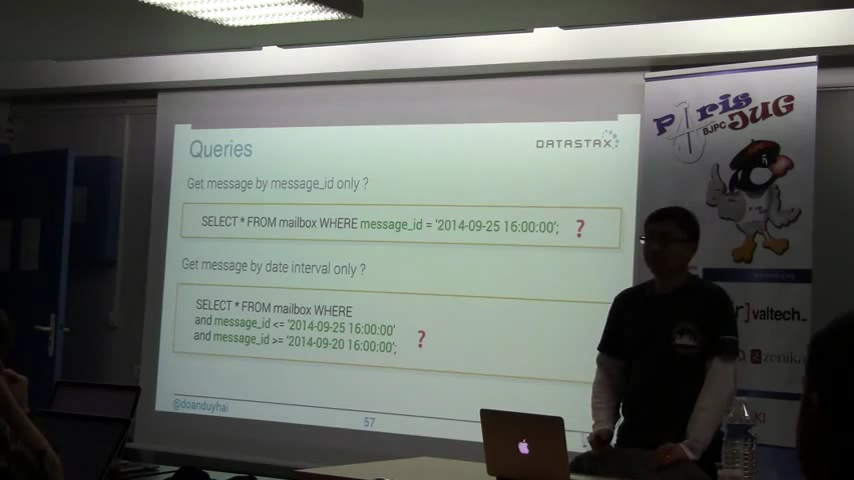 Queries
DATASTAX
Get message by message_id only ?
SELECT * FROM mailbox WHERE message_id = '2014-09-25 16:00:00'; ?
Get message by date interval only ?
SELECT * FROM mailbox WHERE
and message_id <= '2014-09-25 16:00:00'
and message_id >= '2014-09-20 16:00:00'; ?
@doanduyhai
57
Paris
BJPC JUG
valtech_
zenika